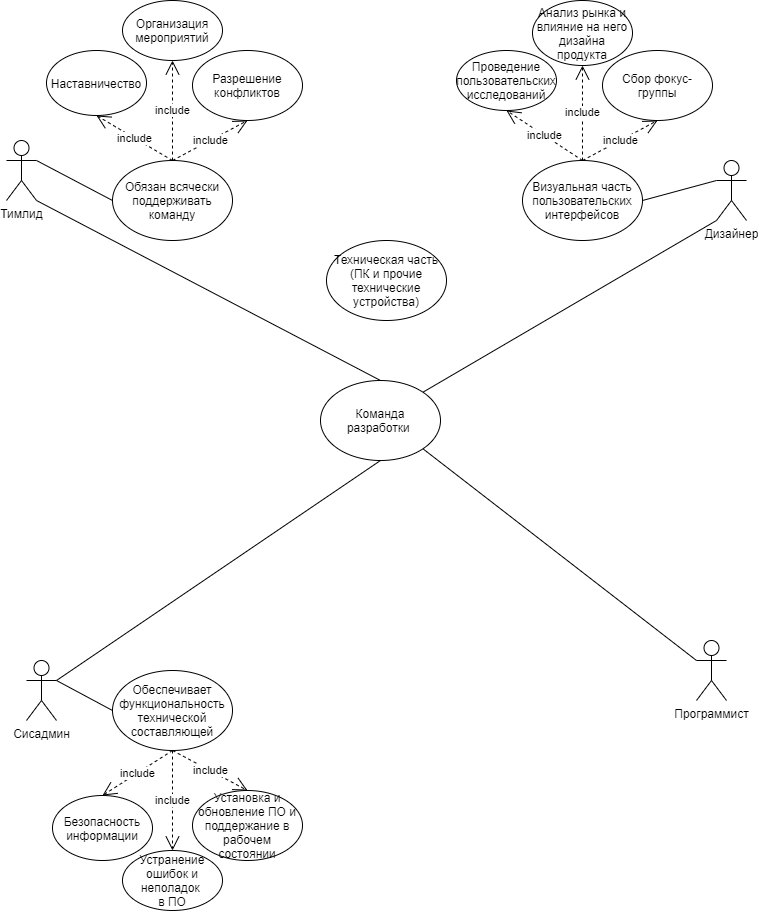 Организация
мероприятий
Наставничество
Разрешение
конфликтов
include
include
include
Тимлид
Обязан всячески
поддерживать
команду
Анализ рынка и
влияние на него
дизайна
продукта
Проведение
пользовательских
исследований
Сбор фокус-
группы
include
include
include
Визуальная часть
пользовательских
интерфейсов
Дизайнер
Техническая часть
(ПК и прочие
технические
устройства)
Команда
разработки
Сисадмин
Обеспечивает
функциональность
технической
составляющей
Программист
include
include
include
Безопасность
информации
Установка и
обновление ПО и
поддержание в
рабочем
состоянии
Устранение
ошибок и
неполадок
в ПО